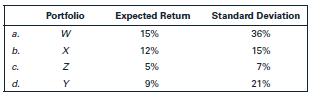 Portfolio Expected Return Standard Deviation
a. W 15% 36%
b. X 12% 15%
c. Z 5% 7%
d. Y 9% 21%